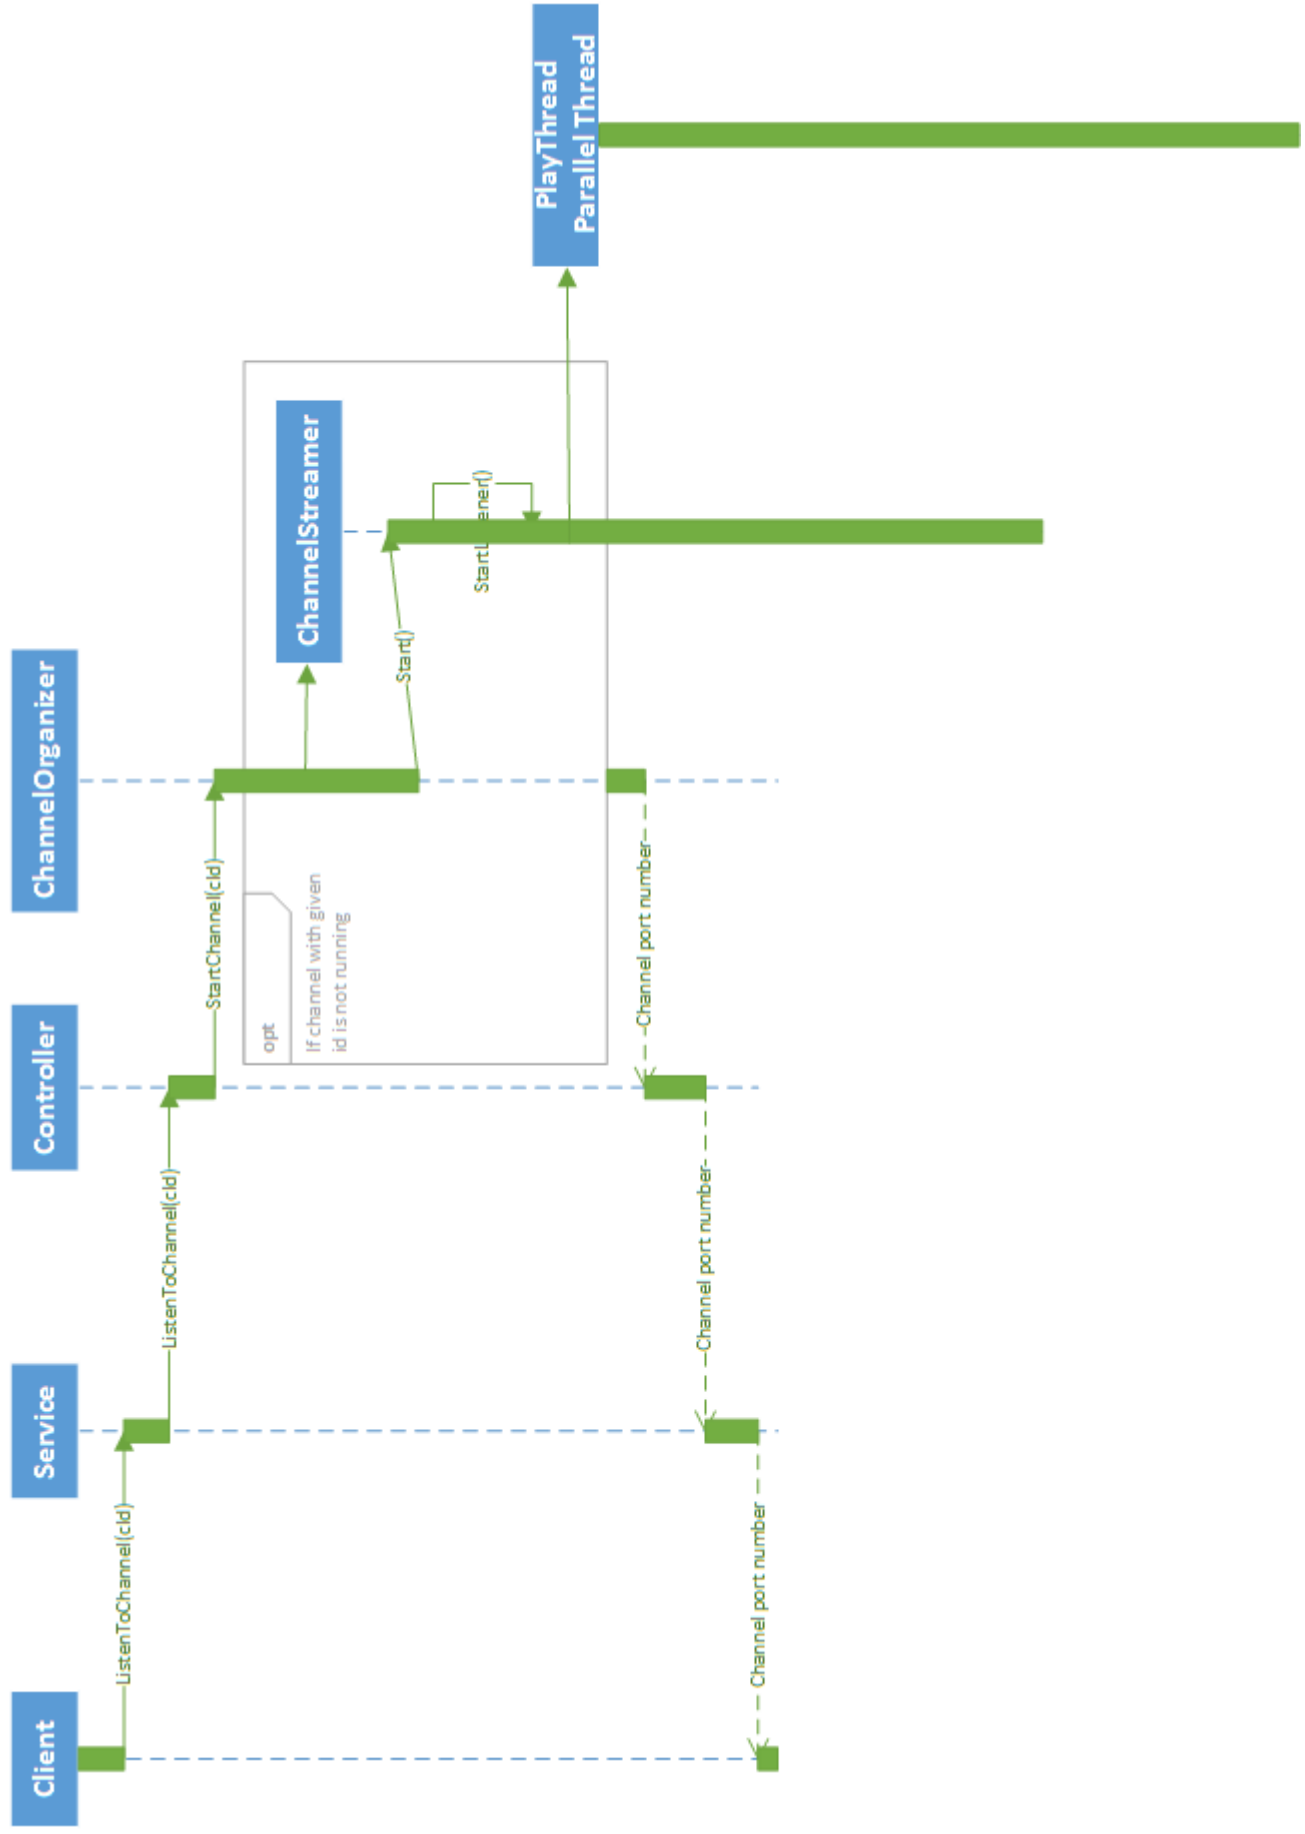 Client
Service
Controller
ChannelOrganizer
ListenToChannel(cId)
ListenToChannel(cId)
StartChannel(cId)
opt
If channel with given
id is not running
ChannelStreamer
Start()
PlayThread
Parallel Thread
Channel port number
Channel port number
Channel port number